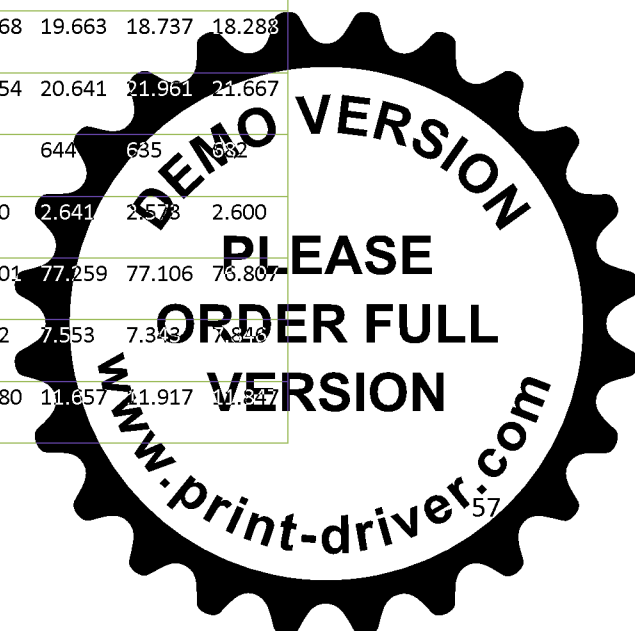 68 19.663 18.737 18.288
54 20.641 21.961 21.667
644 635 682
0 2.641 2.573 2.600
01 77.259 77.106 76.807
2 7.553 7.343 7.846
80 11.657 11.917 11.847
DEMO VERSION
PLEASE
ORDER FULL
VERSION
www.print-driver.com
57